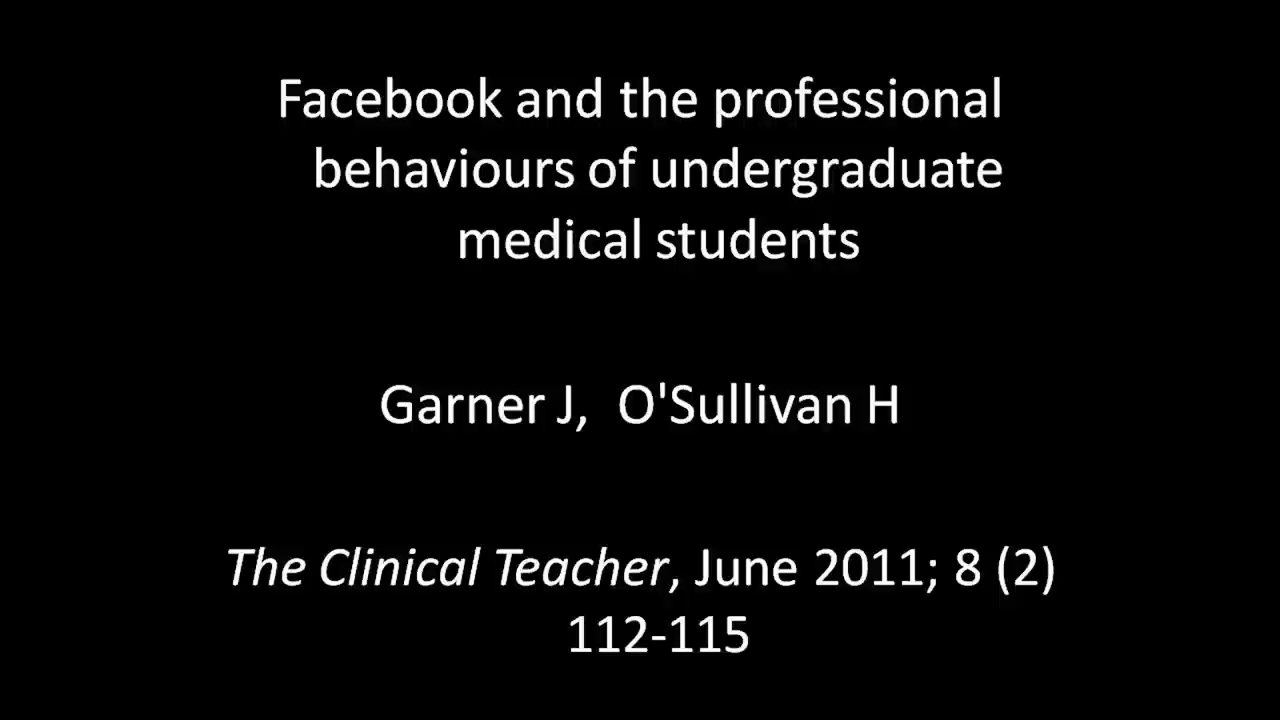 Facebook and the professional
behaviours of undergraduate
medical students
Garner J, O'Sullivan H
The Clinical Teacher, June 2011; 8 (2)
112-115